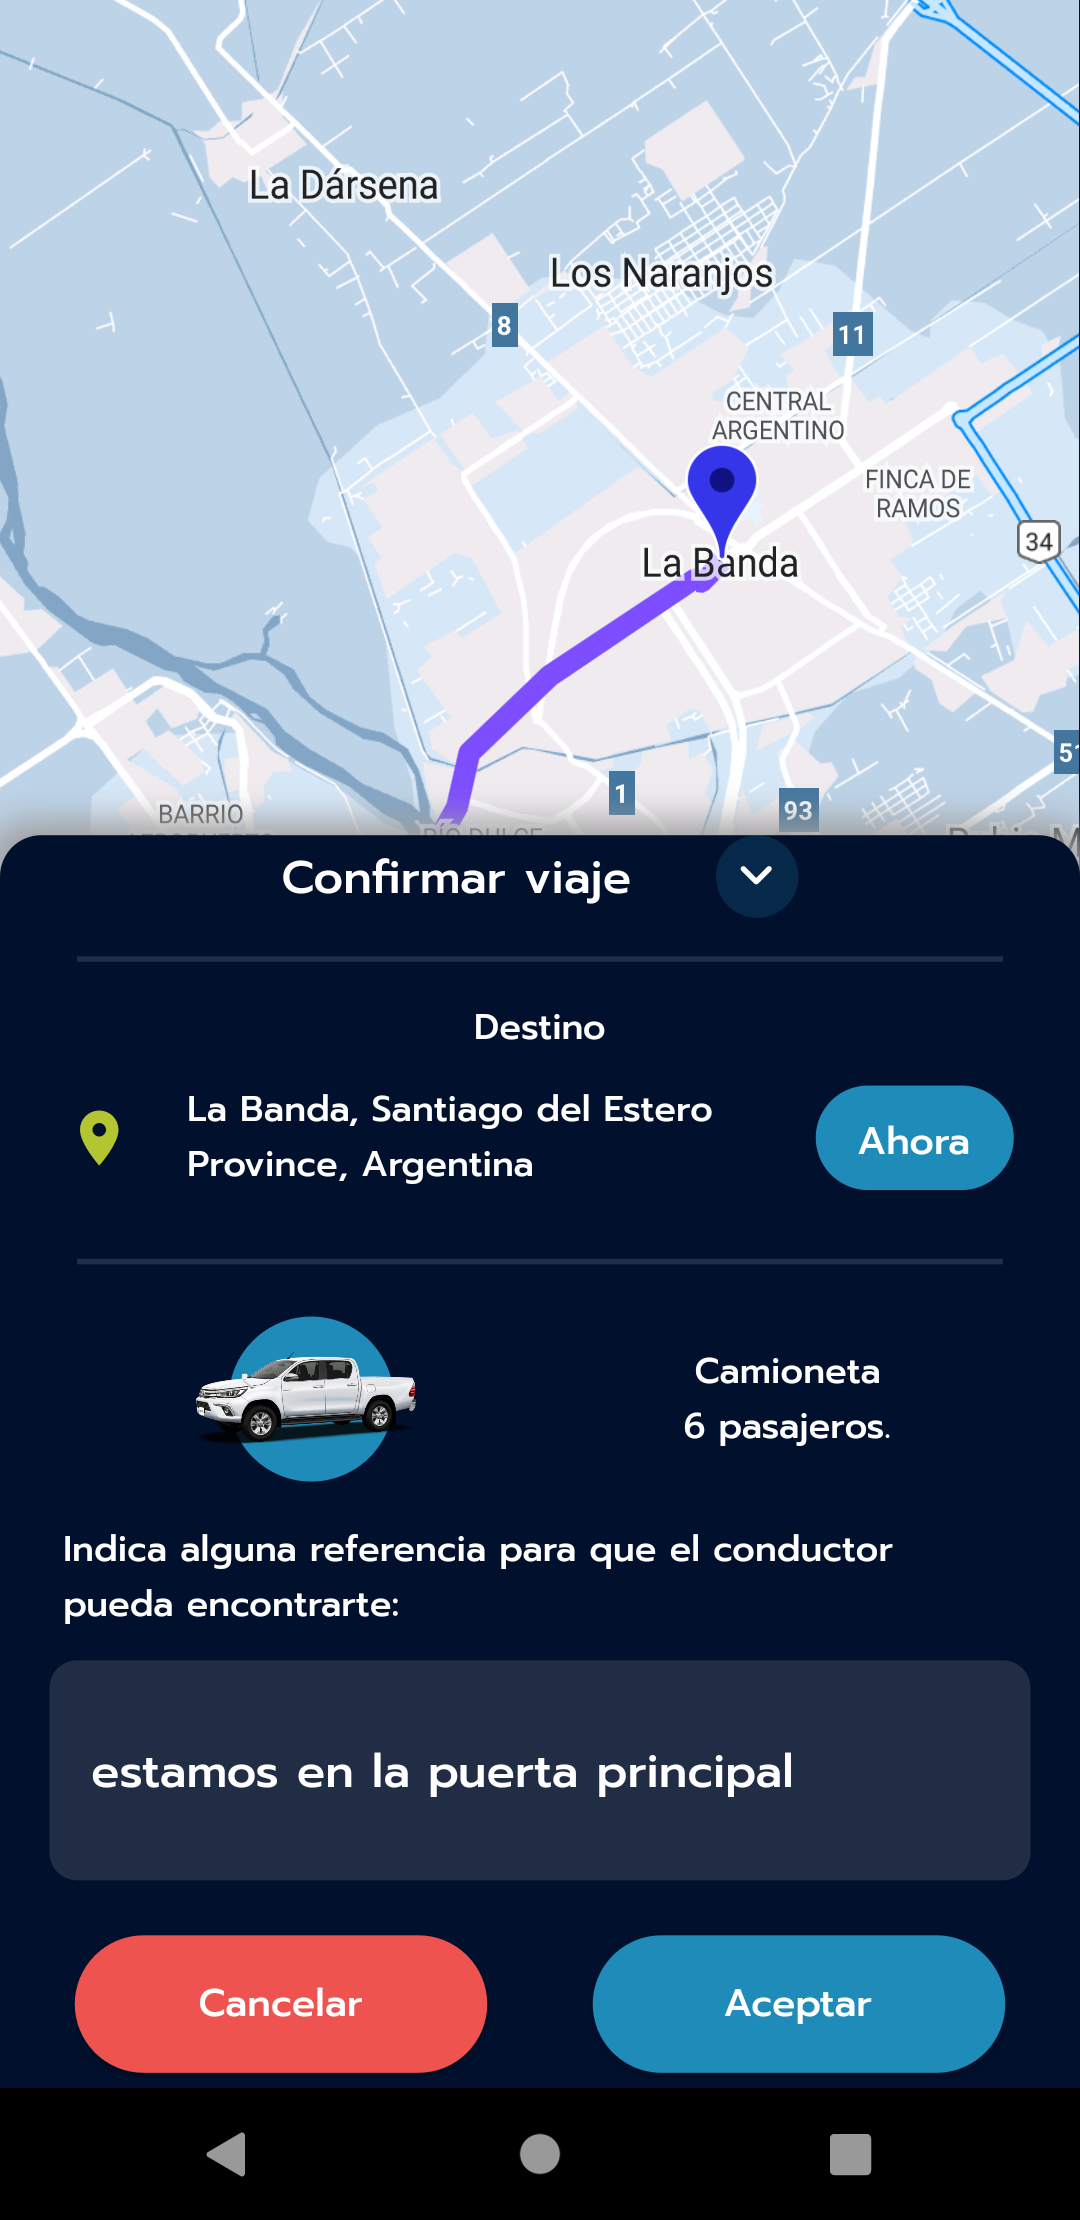 La Dársena
Los Naranjos
8
11
CENTRAL
ARGENTINO
FINCA DE
RAMOS
34
La Banda
1
93
BARRIO
RÍO DULCE
Confirmar viaje
Destino
La Banda, Santiago del Estero
Province, Argentina
Ahora
Camioneta
6 pasajeros.
Indica alguna referencia para que el conductor
pueda encontrarte:
estamos en la puerta principal
Cancelar
Aceptar